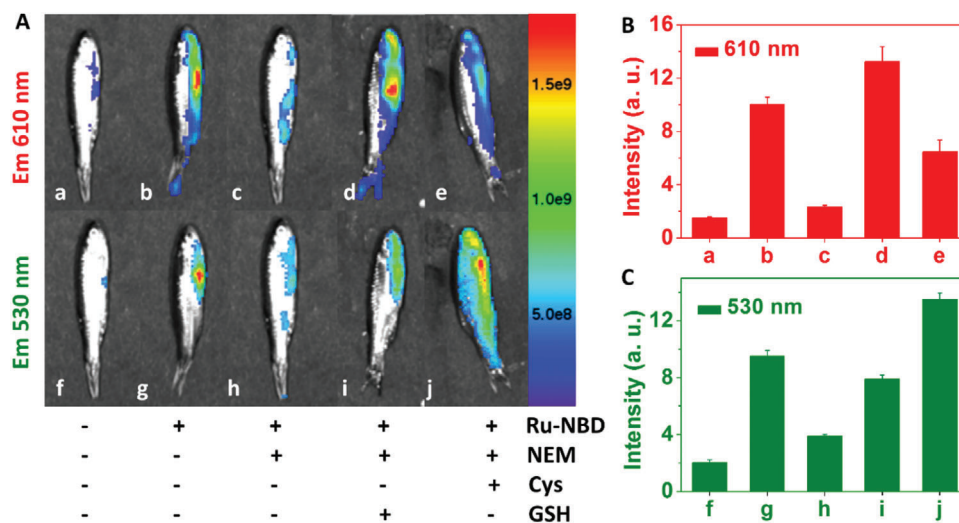 A
Em 610 nm
a b c d e
1.5e9
1.0e9
5.0e8
Em 530 nm
f g h i j
- + + + + Ru-NBD
- - + + + NEM
- - - - + Cys
- - - + - GSH
B
610 nm
Intensity (a. u.)
16
12
8
4
0
a b c d e
C
530 nm
Intensity (a. u.)
12
8
4
0
f g h i j